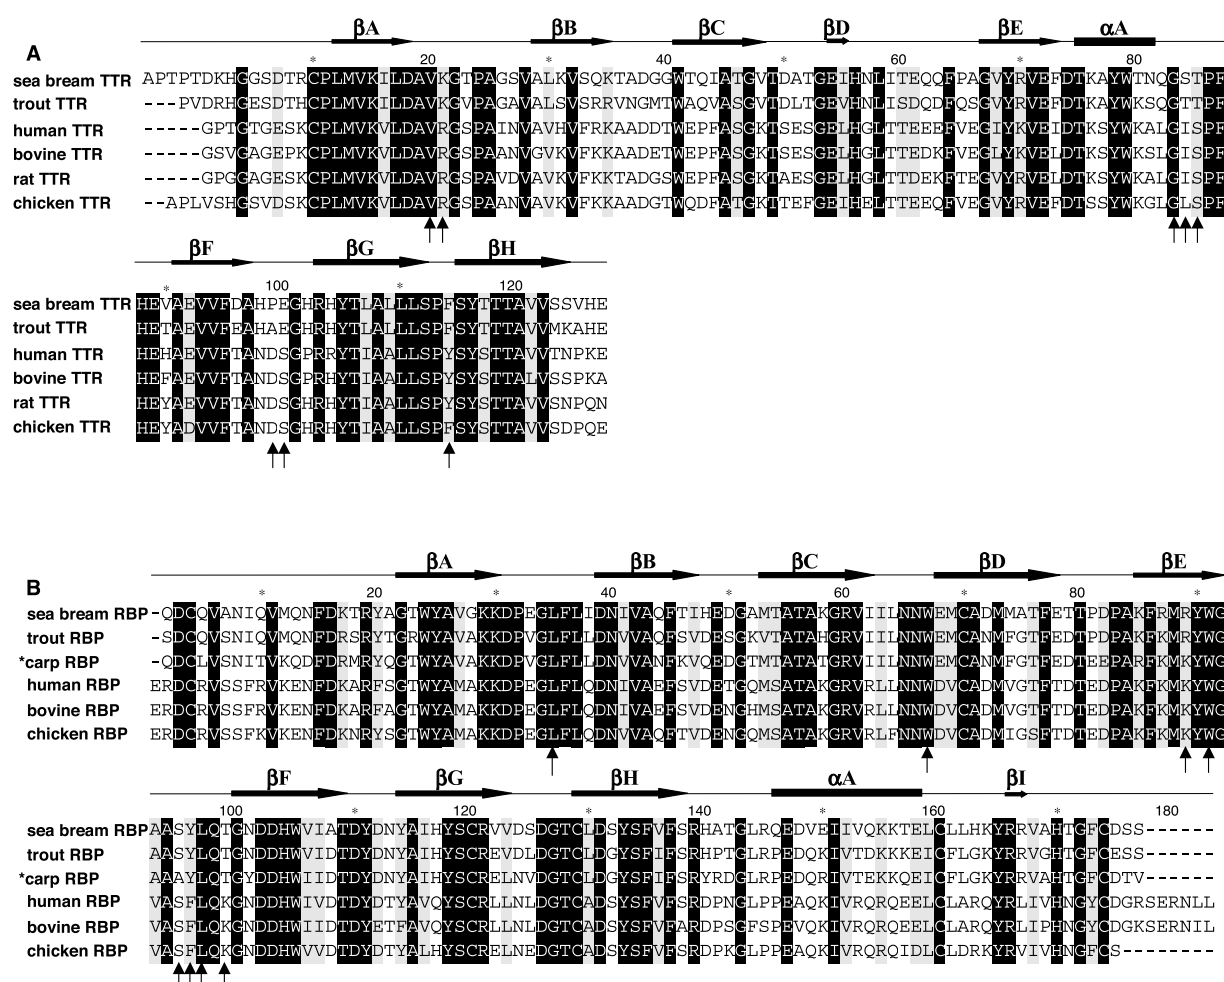 βA βB βC βD βE αA
A
* 20 * 40 * 60 * 80
sea bream TTR APTPTDKHGGSDTRCPLMVKILDAVKGTPAGSVALKVSQKTADGGWTQIATGVTDATGEIHNLITEQQFPAGVYRVEFDTKAYWTNQGSTPF
trout TTR ---PVDRHGESDTHCPLMVKILDAVKGVPAGAVALSVSRRVNGMTWAQVASGVTDLTGEVHNLISDQDFQSGVYRVEFDTKAYWKSQGTTPF
human TTR -----GPTGTGESKCPLMVKVLDAVRGSPAINVAVHVFRKAADDTWEPFASGKTSESGELHGLTTEEEFVEGIYKVEIDTKSYWKALGISPF
bovine TTR -----GSVGAGEPKCPLMVKVLDAVRGSPAANVGVKVFKKAADETWEPFASGKTSESGELHGLTTEDKFVEGLYKVELDTKSYWKSLGISPF
rat TTR -----GPGGAGESKCPLMVKVLDAVRGSPAVDVAVKVFKKTADGSWEPFASGKTAESGELHGLTTDEKFTEGVYRVELDTKSYWKALGISPF
chicken TTR --APLVSHGSVDSKCPLMVKVLDAVRGSPAANVAVKVFKKAADGTWQDFATGKTTEFGEIHELTTEEQFVEGVYRVEFDTSSYWKGLGLSPF
βF βG βH
* 100 * 120
sea bream TTR HEVAEVVFDAHPEGHRHYTLALLLSPFSYTTTAVVSSVHE
trout TTR HETAEVVFEAHAEGHRHYTLALLLSPFSYTTTAVVMKAHE
human TTR HEHAEVVFTANDSGPRRYTIAALLSPYSYSTTAVVTNPKE
bovine TTR HEFAEVVFTANDSGPRHYTIAALLSPYSYSTTALVSSPKA
rat TTR HEYAEVVFTANDSGHRHYTIAALLSPYSYSTTAVVSNPQN
chicken TTR HEYADVVFTANDSGHRHYTIAALLSPFSYSTTAVVSDPQE
βA βB βC βD βE
B
* 20 * 40 * 60 * 80 *
sea bream RBP -QDCQVANIQVMQNFDKTRYAGTWYAVGKKDPEGLFLIDNIVAQFTIHEDGAMTATAKGRVIILNNWEMCADMMATFETTPDPAKFRMRYWG
trout RBP -SDCQVSNIQVMQNFDRSRYTGRWYAVAKKDPVGLFLLDNVVAQFSVDESGKVTATAHGRVIILNNWEMCANMFGTFEDTPDPAKFKMRYWG
*carp RBP -QDCLVSNITVKQDFDRMRYQGTWYAVAKKDPVGLFLLDNVVANFKVQEDGTMTATATGRVIILNNWEMCANMFGTFEDTEEPARFKMKYWG
human RBP ERDCRVSSFRVKENFDKARFSGTWYAMAKKDPEGLFLQDNIVAEFSVDETGQMSATAKGRVRLLNNWDVCADMVGTFTDTEDPAKFKMKYWG
bovine RBP ERDCRVSSFRVKENFDKARFAGTWYAMAKKDPEGLFLQDNIVAEFSVDENGHMSATAKGRVRLLNNWDVCADMVGTFTDTEDPAKFKMKYWG
chicken RBP ERDCRVSSFKVKENFDKNRYSGTWYAMAKKDPEGLFLQDNVVAQFTVDENGQMSATAKGRVRLFNNWDVCADMIGSFTDTEDPAKFKMKYWG
βF βG βH αA βI
100 * 120 * 140 * 160 * 180
sea bream RBP AASYLQTGNDDHWVIATDYDNYAIHYSCRVVDSDGTCLDSYSFVFSRHATGLRQEDVEIIVQKKTELCLLHKYRRVAHTGFCDSS------
trout RBP AASYLQTGNDDHWVIDTDYDNYAIHYSCREVDLDGTCLDGYSFIFSRHPTGLRPEDQKIVTDKKKEICFLGKYRRVGHTGFCESS------
*carp RBP AAAYLQTGYDDHWIIDTDYDNYAIHYSCRELNVDGTCLDGYSFIFSRYRDGLRPEDQRIVTEKKQEICFLGKYRRVAHTGFCDTV------
human RBP VASFLQKGNDDHWIVDTDYDTYAVQYSCRLLNLDGTCADSYSFVFSRDPNGLPPEAQKIVRQRQEELCLARQYRLIVHNGYCDGRSERNLL
bovine RBP VASFLQKGNDDHWIIDTDYETFAVQYSCRLLNLDGTCADSYSFVFARDPSGFSPEVQKIVRQRQEELCLARQYRLIPHNGYCDGKSERNIL
chicken RBP VASFLQKGNDDHWVVDTDYDTYALHYSCRELNEDGTCADSYSFVFSRDPKGLPPEAQKIVRQRQIDLCLDRKYRVIVHNGFCS--------